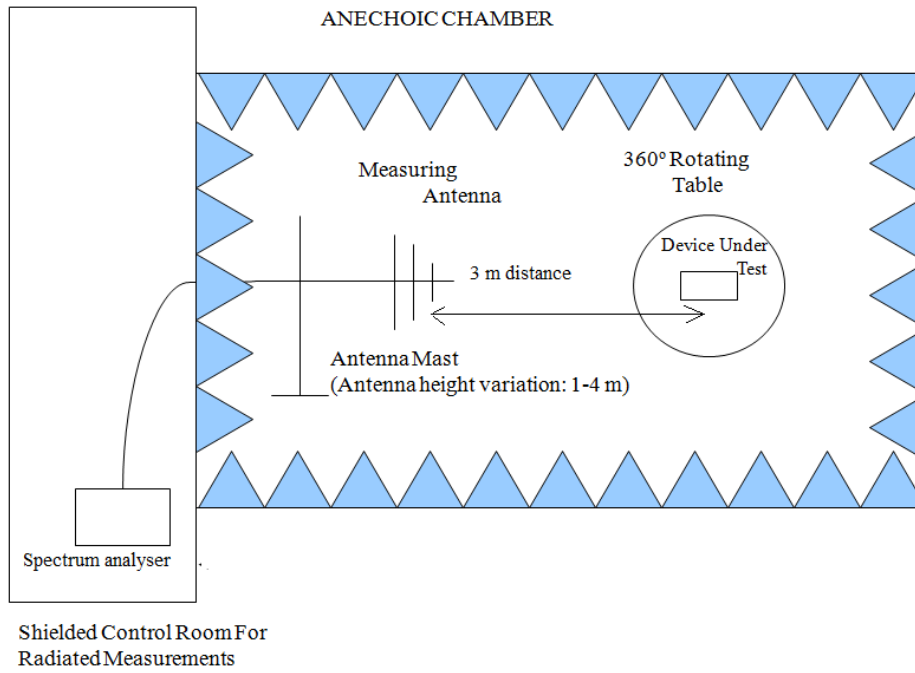 ANECHOIC CHAMBER
Measuring
Antenna
360º Rotating
Table
Device Under
Test
3 m distance
Antenna Mast
(Antenna height variation: 1-4 m)
Spectrum analyser
Shielded Control Room For
Radiated Measurements